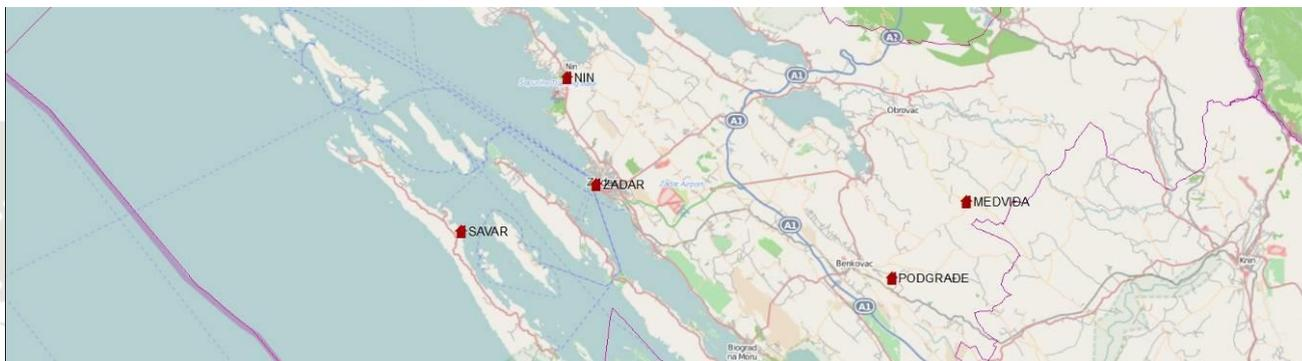 A1
A1
Nin
NIN
Obrovac
A1
ZADAR
Zadar Airport
MEDVIĐA
A1
SAVAR
Knin
Benkovac
PODGRAĐE
A1
Biograd
na Moru